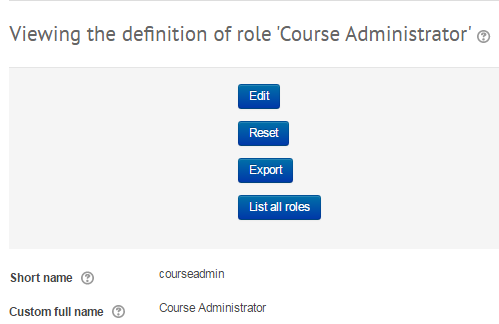 Viewing the definition of role 'Course Administrator'
Edit
Reset
Export
List all roles
Short name courseadmin
Custom full name Course Administrator